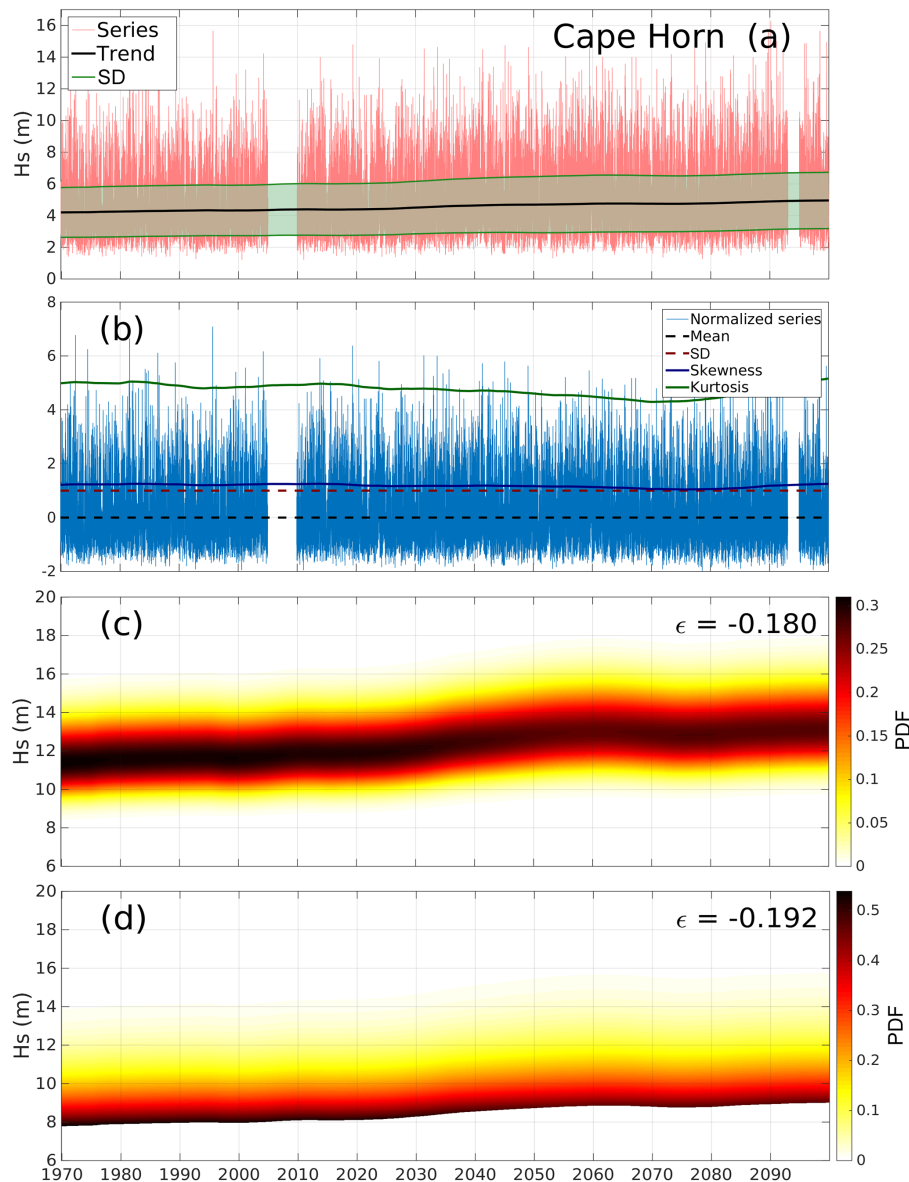 Cape Horn (a)
Series
Trend
SD
Hs (m)
16
14
12
10
8
6
4
2
0
(b)
Normalized series
Mean
SD
Skewness
Kurtosis
8
6
4
2
0
-2
(c)
ϵ = -0.180
Hs (m)
20
18
16
14
12
10
8
6
PDF
0.3
0.25
0.2
0.15
0.1
0.05
0
(d)
ϵ = -0.192
Hs (m)
20
18
16
14
12
10
8
6
PDF
0.5
0.4
0.3
0.2
0.1
0
1970 1980 1990 2000 2010 2020 2030 2040 2050 2060 2070 2080 2090